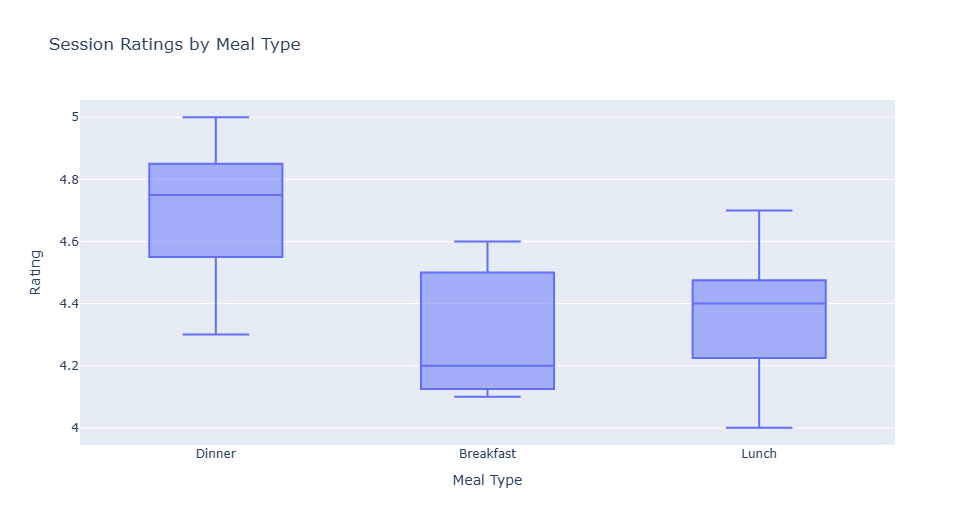 Session Ratings by Meal Type
5
4.8
4.6
4.4
4.2
4
Rating
Dinner Breakfast Lunch
Meal Type